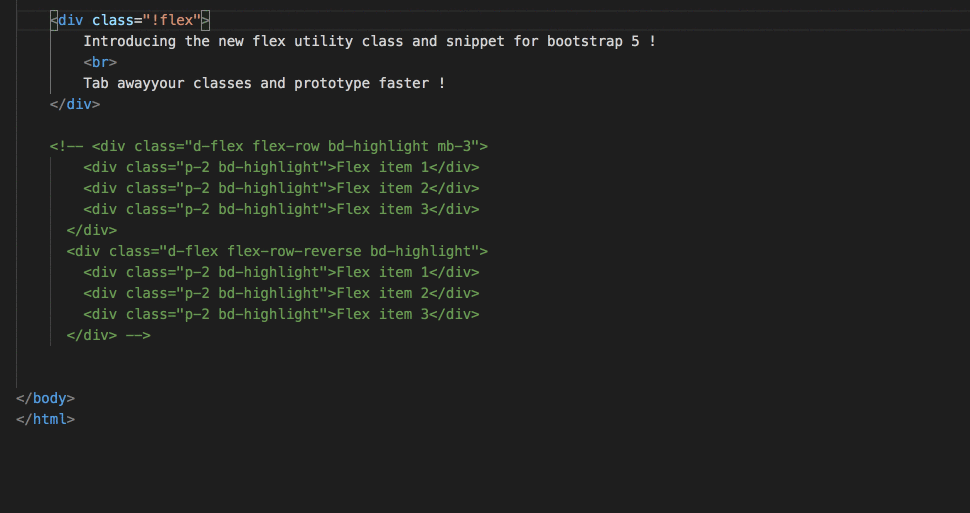 <div class="!flex">
Introducing the new flex utility class and snippet for bootstrap 5 !
<br>
Tab awayyour classes and prototype faster !
</div>
<!-- <div class="d-flex flex-row bd-highlight mb-3">
<div class="p-2 bd-highlight">Flex item 1</div>
<div class="p-2 bd-highlight">Flex item 2</div>
<div class="p-2 bd-highlight">Flex item 3</div>
</div>
<div class="d-flex flex-row-reverse bd-highlight">
<div class="p-2 bd-highlight">Flex item 1</div>
<div class="p-2 bd-highlight">Flex item 2</div>
<div class="p-2 bd-highlight">Flex item 3</div>
</div> -->
</body>
</html>